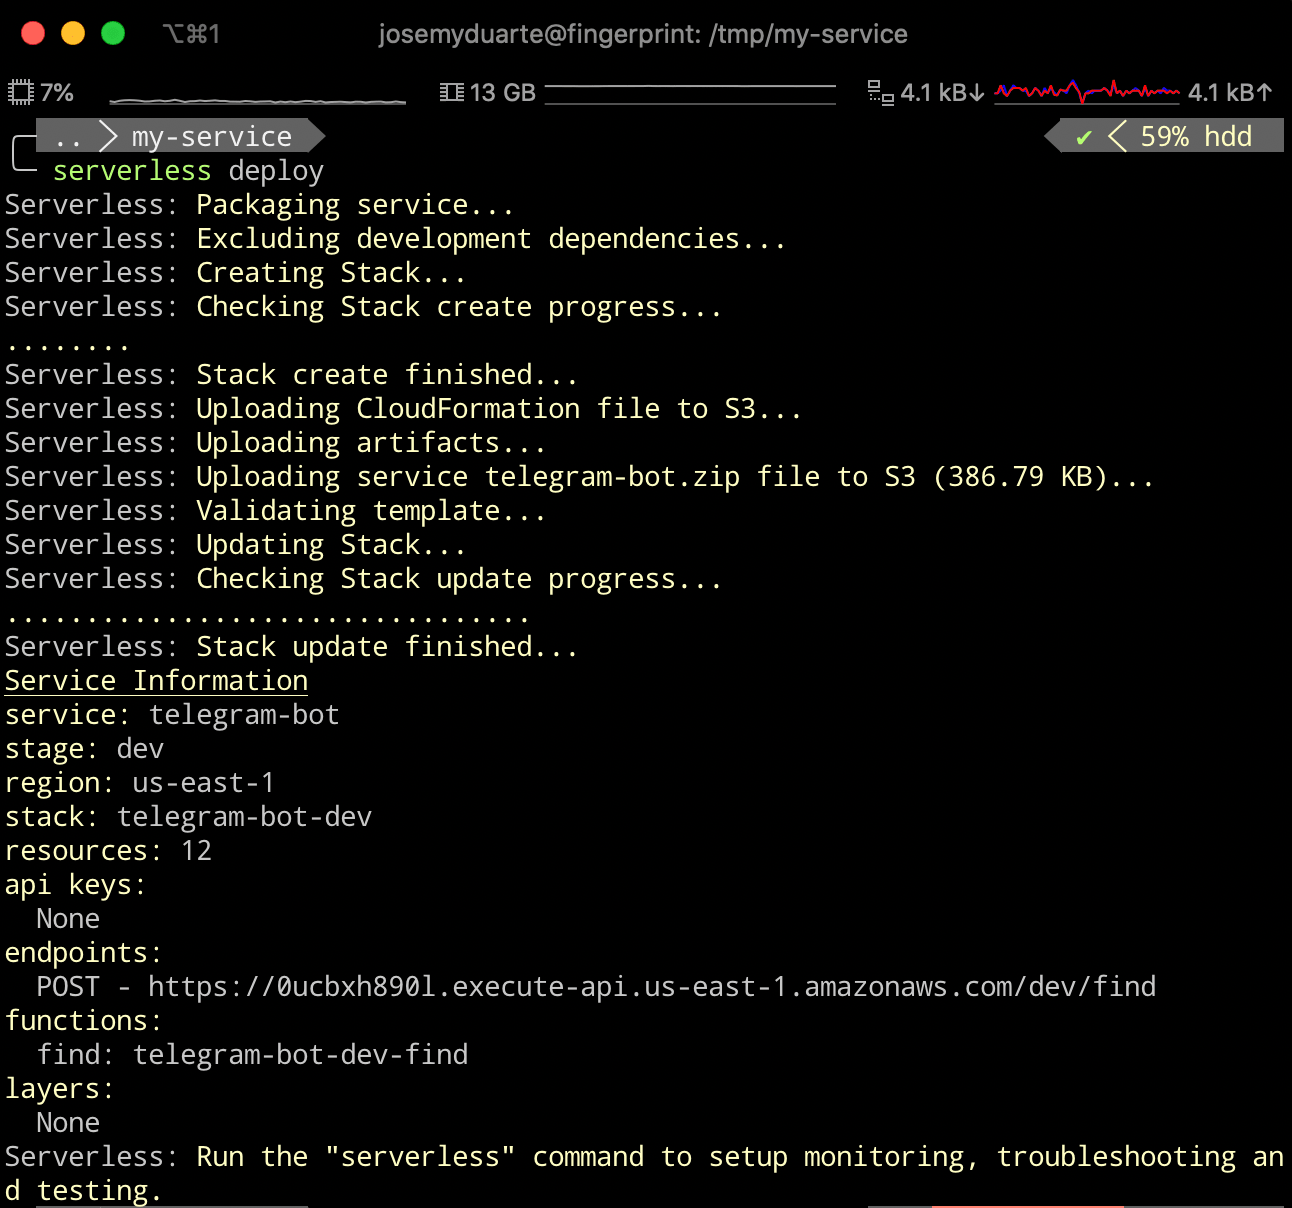 ⌥⌘1 josemyduarte@fingerprint: /tmp/my-service
7% 13 GB 4.1 kB↓ 4.1 kB↑
.. my-service ✔ 59% hdd
serverless deploy
Serverless: Packaging service...
Serverless: Excluding development dependencies...
Serverless: Creating Stack...
Serverless: Checking Stack create progress...
........
Serverless: Stack create finished...
Serverless: Uploading CloudFormation file to S3...
Serverless: Uploading artifacts...
Serverless: Uploading service telegram-bot.zip file to S3 (386.79 KB)...
Serverless: Validating template...
Serverless: Updating Stack...
Serverless: Checking Stack update progress...
.................................
Serverless: Stack update finished...
Service Information
service: telegram-bot
stage: dev
region: us-east-1
stack: telegram-bot-dev
resources: 12
api keys:
  None
endpoints:
  POST - https://0ucbxh890l.execute-api.us-east-1.amazonaws.com/dev/find
functions:
  find: telegram-bot-dev-find
layers:
  None
Serverless: Run the "serverless" command to setup monitoring, troubleshooting an
d testing.